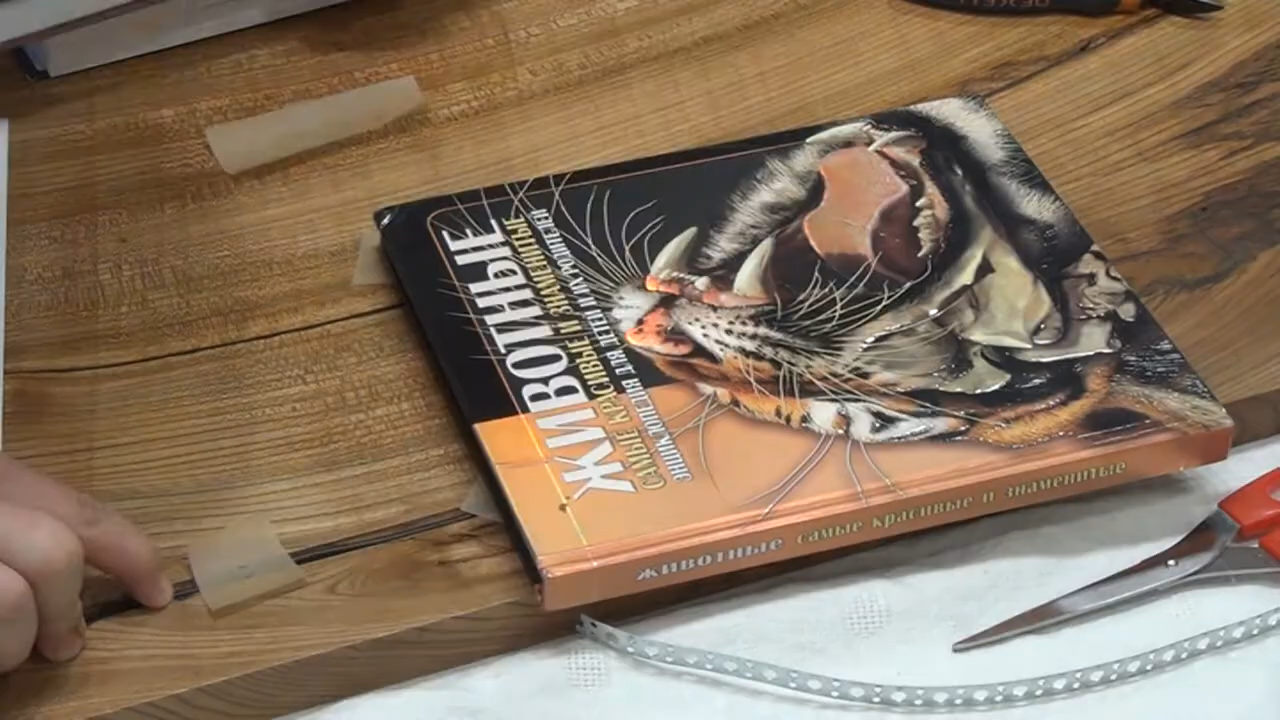 ЖИВОТНЫЕ
САМЫЕ КРАСИВЫЕ И ЗНАМЕНИТЫЕ
ЭНЦИКЛОПЕДИЯ ДЛЯ ДЕТЕЙ И ИХ РОДИТЕЛЕЙ
животные самые красивые и знаменитые